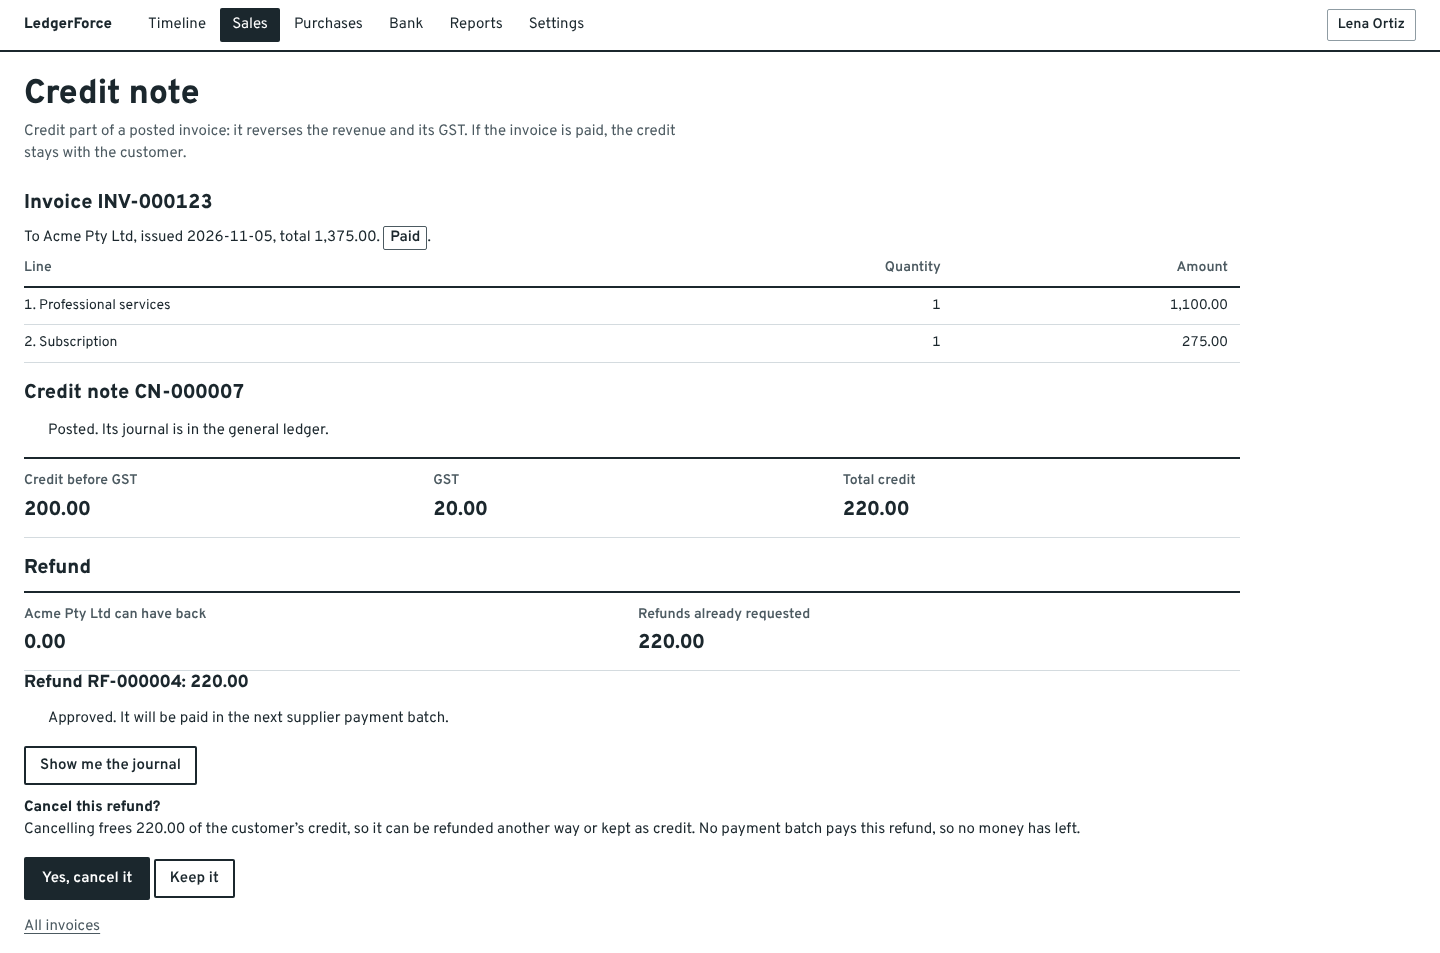 LedgerForce Timeline Sales Purchases Bank Reports Settings Lena Ortiz
Credit note
Credit part of a posted invoice: it reverses the revenue and its GST. If the invoice is paid, the credit
stays with the customer.
Invoice INV-000123
To Acme Pty Ltd, issued 2026-11-05, total 1,375.00. Paid.
Line Quantity Amount
1. Professional services 1 1,100.00
2. Subscription 1 275.00
Credit note CN-000007
Posted. Its journal is in the general ledger.
Credit before GST GST Total credit
200.00 20.00 220.00
Refund
Acme Pty Ltd can have back Refunds already requested
0.00 220.00
Refund RF-000004: 220.00
Approved. It will be paid in the next supplier payment batch.
Show me the journal
Cancel this refund?
Cancelling frees 220.00 of the customer’s credit, so it can be refunded another way or kept as credit. No payment batch pays this refund, so no money has left.
Yes, cancel it Keep it
All invoices